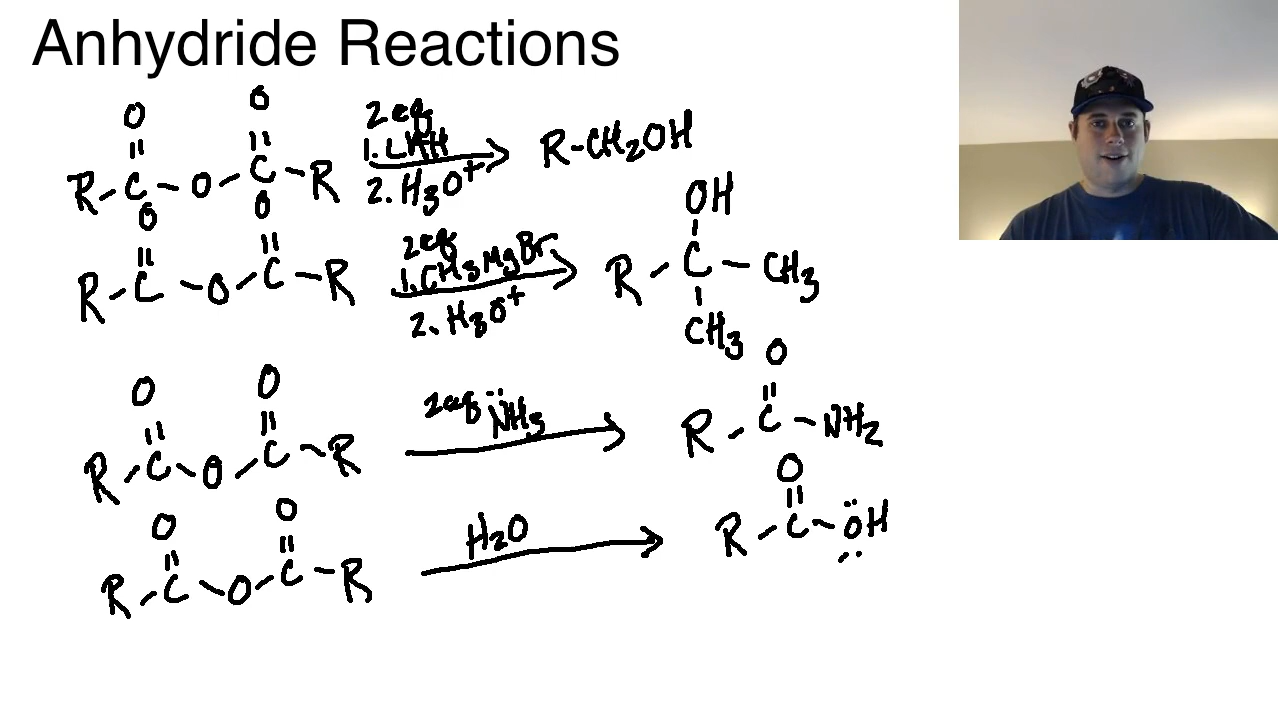 Anhydride Reactions
O O
R-C-O-C-R 2eq 1. LAH 2. H3O+ R-CH2OH
O O OH
R-C-O-C-R 2eq 1. CH3MgBr 2. H3O+ R-C-CH3
CH3
O O O
R-C-O-C-R 2eq NH3 R-C-NH2
O O O
R-C-O-C-R H2O R-C-OH